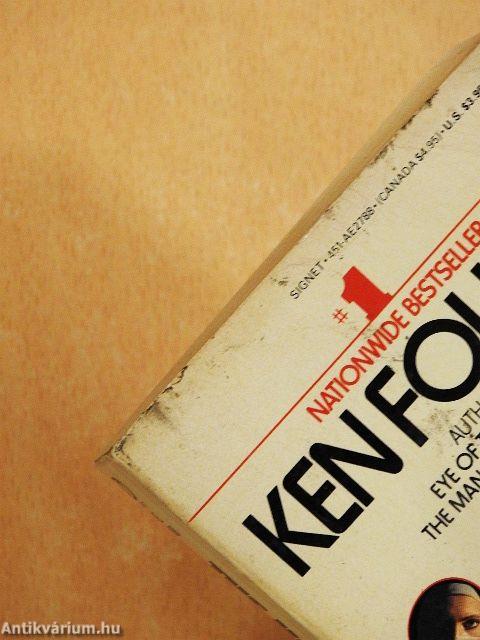 SIGNET • 451-AE2788 • (CANADA $4.95) • U.S. $3.9
#1
NATIONWIDE BESTSELLER
KEN FOL
AUTH
EYE OF T
THE MAN
Antikvárium.hu